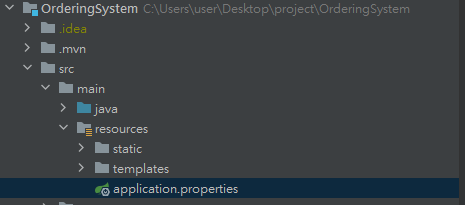 OrderingSystem C:\Users\user\Desktop\project\OrderingSystem
.idea
.mvn
src
main
java
resources
static
templates
application.properties